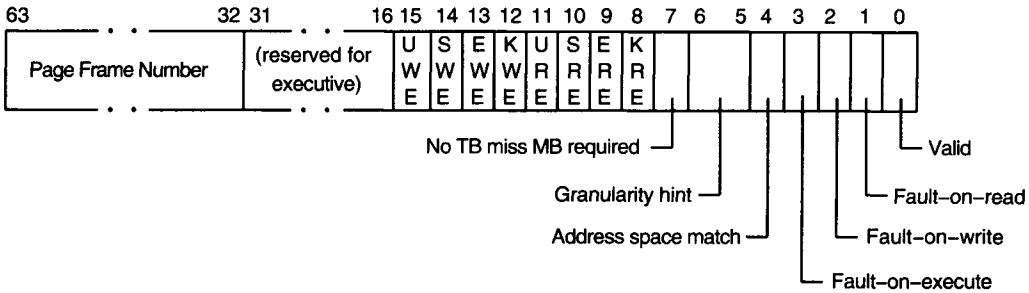 63 32 31 16 15 14 13 12 11 10 9 8 7 6 5 4 3 2 1 0
Page Frame Number
(reserved for
executive)
U S E K U S E K
W W W W R R R R
E E E E E E E E
No TB miss MB required
Valid
Granularity hint
Fault–on–read
Address space match
Fault–on–write
Fault–on–execute